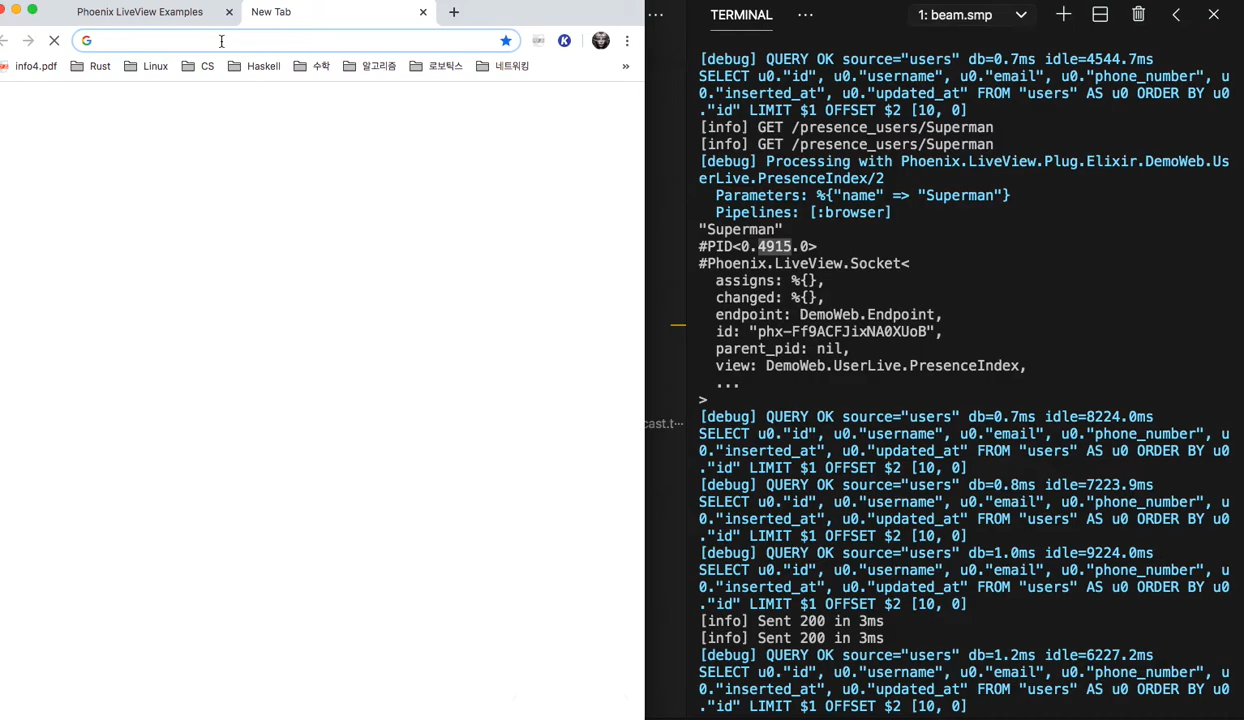 Phoenix LiveView Examples
New Tab
info4.pdf
Rust
Linux
CS
Haskell
수학
알고리즘
로보틱스
네트워킹
»
TERMINAL
1: beam.smp
cast.t···
[debug] QUERY OK source="users" db=0.7ms idle=4544.7ms
SELECT u0."id", u0."username", u0."email", u0."phone_number", u
0."inserted_at", u0."updated_at" FROM "users" AS u0 ORDER BY u0
."id" LIMIT $1 OFFSET $2 [10, 0]
[info] GET /presence_users/Superman
[info] GET /presence_users/Superman
[debug] Processing with Phoenix.LiveView.Plug.Elixir.DemoWeb.Us
erLive.PresenceIndex/2
Parameters: %{"name" => "Superman"}
Pipelines: [:browser]
"Superman"
#PID<0.4915.0>
#Phoenix.LiveView.Socket<
assigns: %{},
changed: %{},
endpoint: DemoWeb.Endpoint,
id: "phx-Ff9ACFJixNA0XUoB",
parent_pid: nil,
view: DemoWeb.UserLive.PresenceIndex,
...
>
[debug] QUERY OK source="users" db=0.7ms idle=8224.0ms
SELECT u0."id", u0."username", u0."email", u0."phone_number", u
0."inserted_at", u0."updated_at" FROM "users" AS u0 ORDER BY u0
."id" LIMIT $1 OFFSET $2 [10, 0]
[debug] QUERY OK source="users" db=0.8ms idle=7223.9ms
SELECT u0."id", u0."username", u0."email", u0."phone_number", u
0."inserted_at", u0."updated_at" FROM "users" AS u0 ORDER BY u0
."id" LIMIT $1 OFFSET $2 [10, 0]
[debug] QUERY OK source="users" db=1.0ms idle=9224.0ms
SELECT u0."id", u0."username", u0."email", u0."phone_number", u
0."inserted_at", u0."updated_at" FROM "users" AS u0 ORDER BY u0
."id" LIMIT $1 OFFSET $2 [10, 0]
[info] Sent 200 in 3ms
[info] Sent 200 in 3ms
[debug] QUERY OK source="users" db=1.2ms idle=6227.2ms
SELECT u0."id", u0."username", u0."email", u0."phone_number", u
0."inserted_at", u0."updated_at" FROM "users" AS u0 ORDER BY u0
."id" LIMIT $1 OFFSET $2 [10, 0]